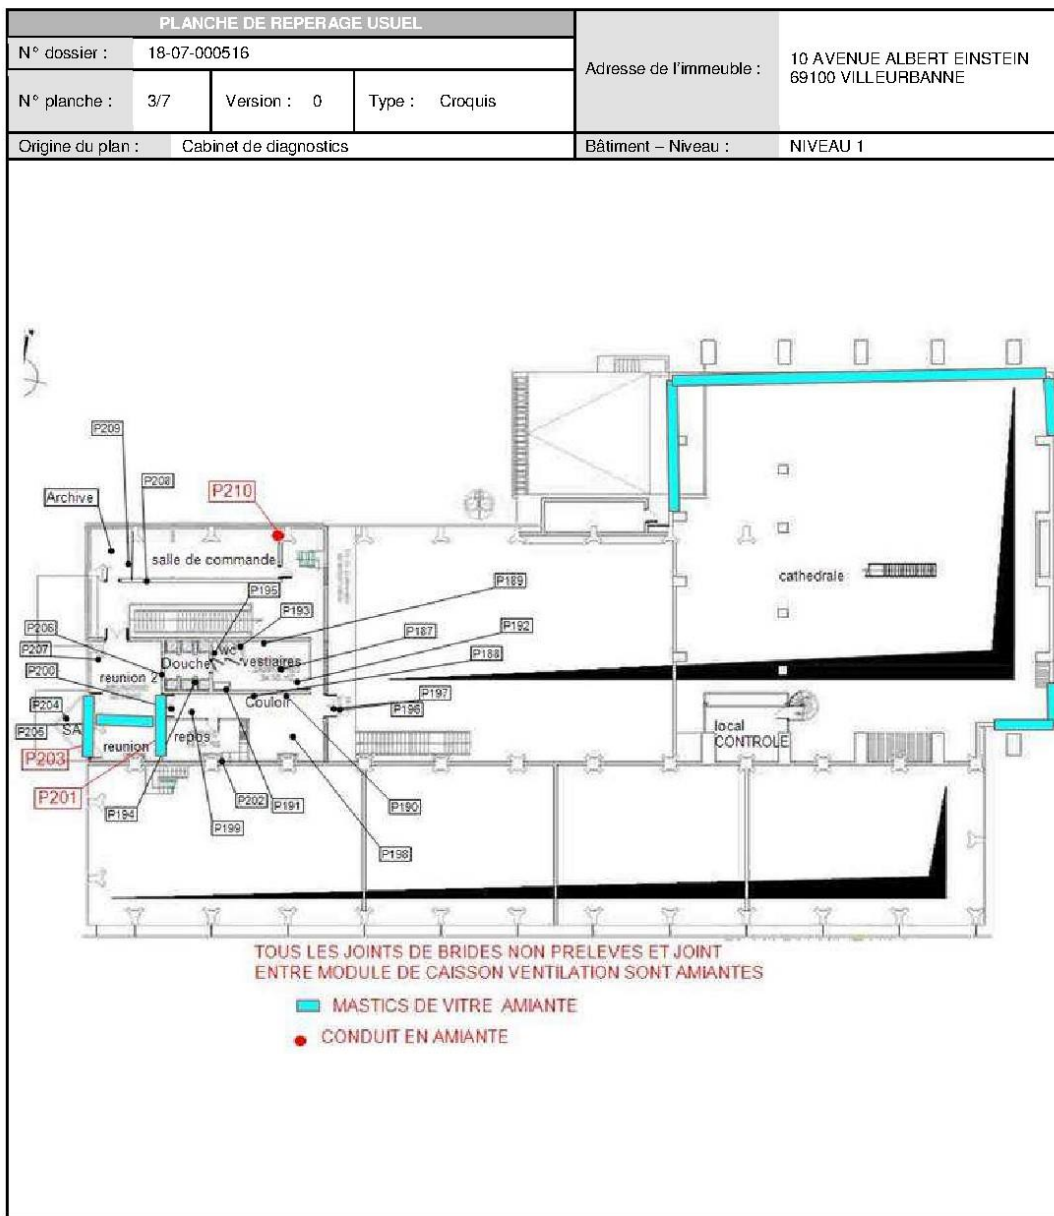 PLANCHE DE REPERAGE USUEL
N° dossier : 18-07-000516
Adresse de l'immeuble : 10 AVENUE ALBERT EINSTEIN
69100 VILLEURBANNE
N° planche : 3/7 Version : 0 Type : Croquis
Origine du plan : Cabinet de diagnostics
Bâtiment – Niveau : NIVEAU 1
P209
P208
P210
Archive
salle de commande
cathedrale
P195
P189
P193
P206
P187
P192
wc
P207
Douche
vestiaires
P188
P200
reunion 2
Couloir
P197
P204
P196
P205
SA
reunion
repos
local
CONTROLE
P203
P201
P194
P202
P191
P190
P199
P198
TOUS LES JOINTS DE BRIDES NON PRELEVES ET JOINT
ENTRE MODULE DE CAISSON VENTILATION SONT AMIANTES
MASTICS DE VITRE AMIANTE
CONDUIT EN AMIANTE